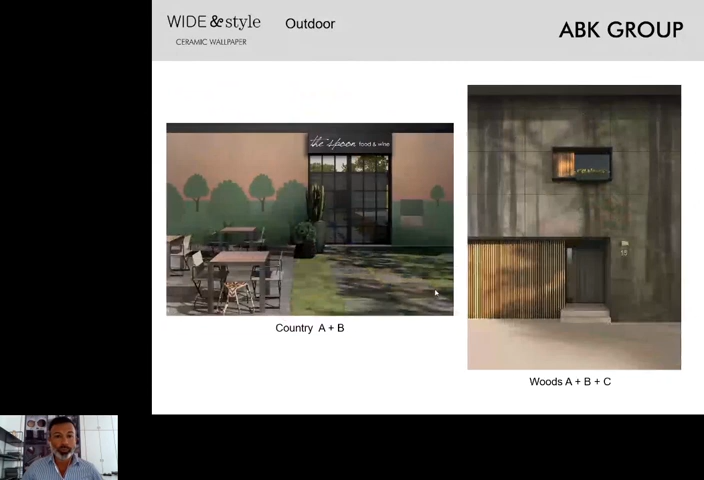 WIDE & style
CERAMIC WALLPAPER
Outdoor
ABK GROUP
the spoon food & wine
Country A + B
Woods A + B + C